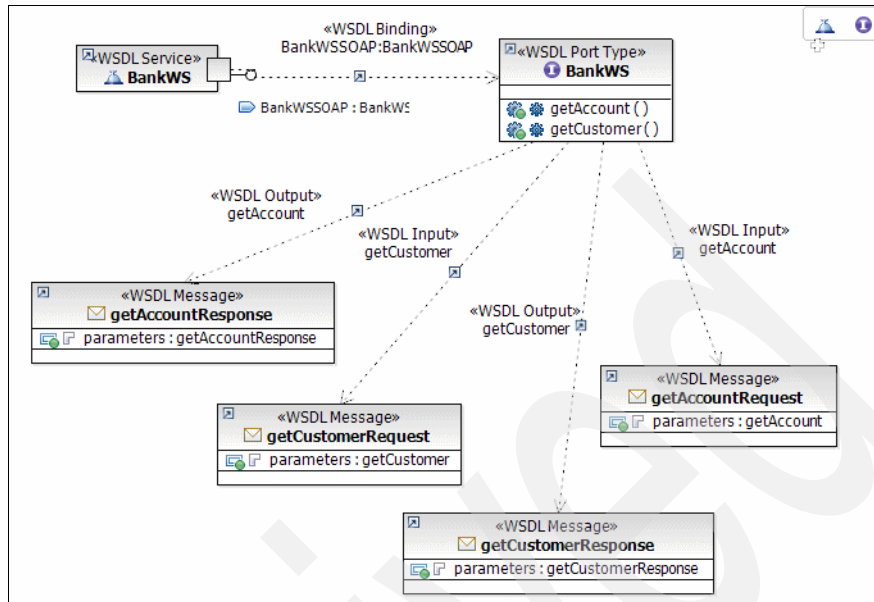 «WSDL Binding»
BankWSSOAP:BankWSSOAP
«WSDL Service»
BankWS
BankWSSOAP : BankWS
«WSDL Port Type»
BankWS
getAccount ( )
getCustomer ( )
«WSDL Output»
getAccount
«WSDL Input»
getCustomer
«WSDL Input»
getAccount
«WSDL Output»
getCustomer
«WSDL Message»
getAccountResponse
parameters : getAccountResponse
«WSDL Message»
getAccountRequest
parameters : getAccount
«WSDL Message»
getCustomerRequest
parameters : getCustomer
«WSDL Message»
getCustomerResponse
parameters : getCustomerResponse